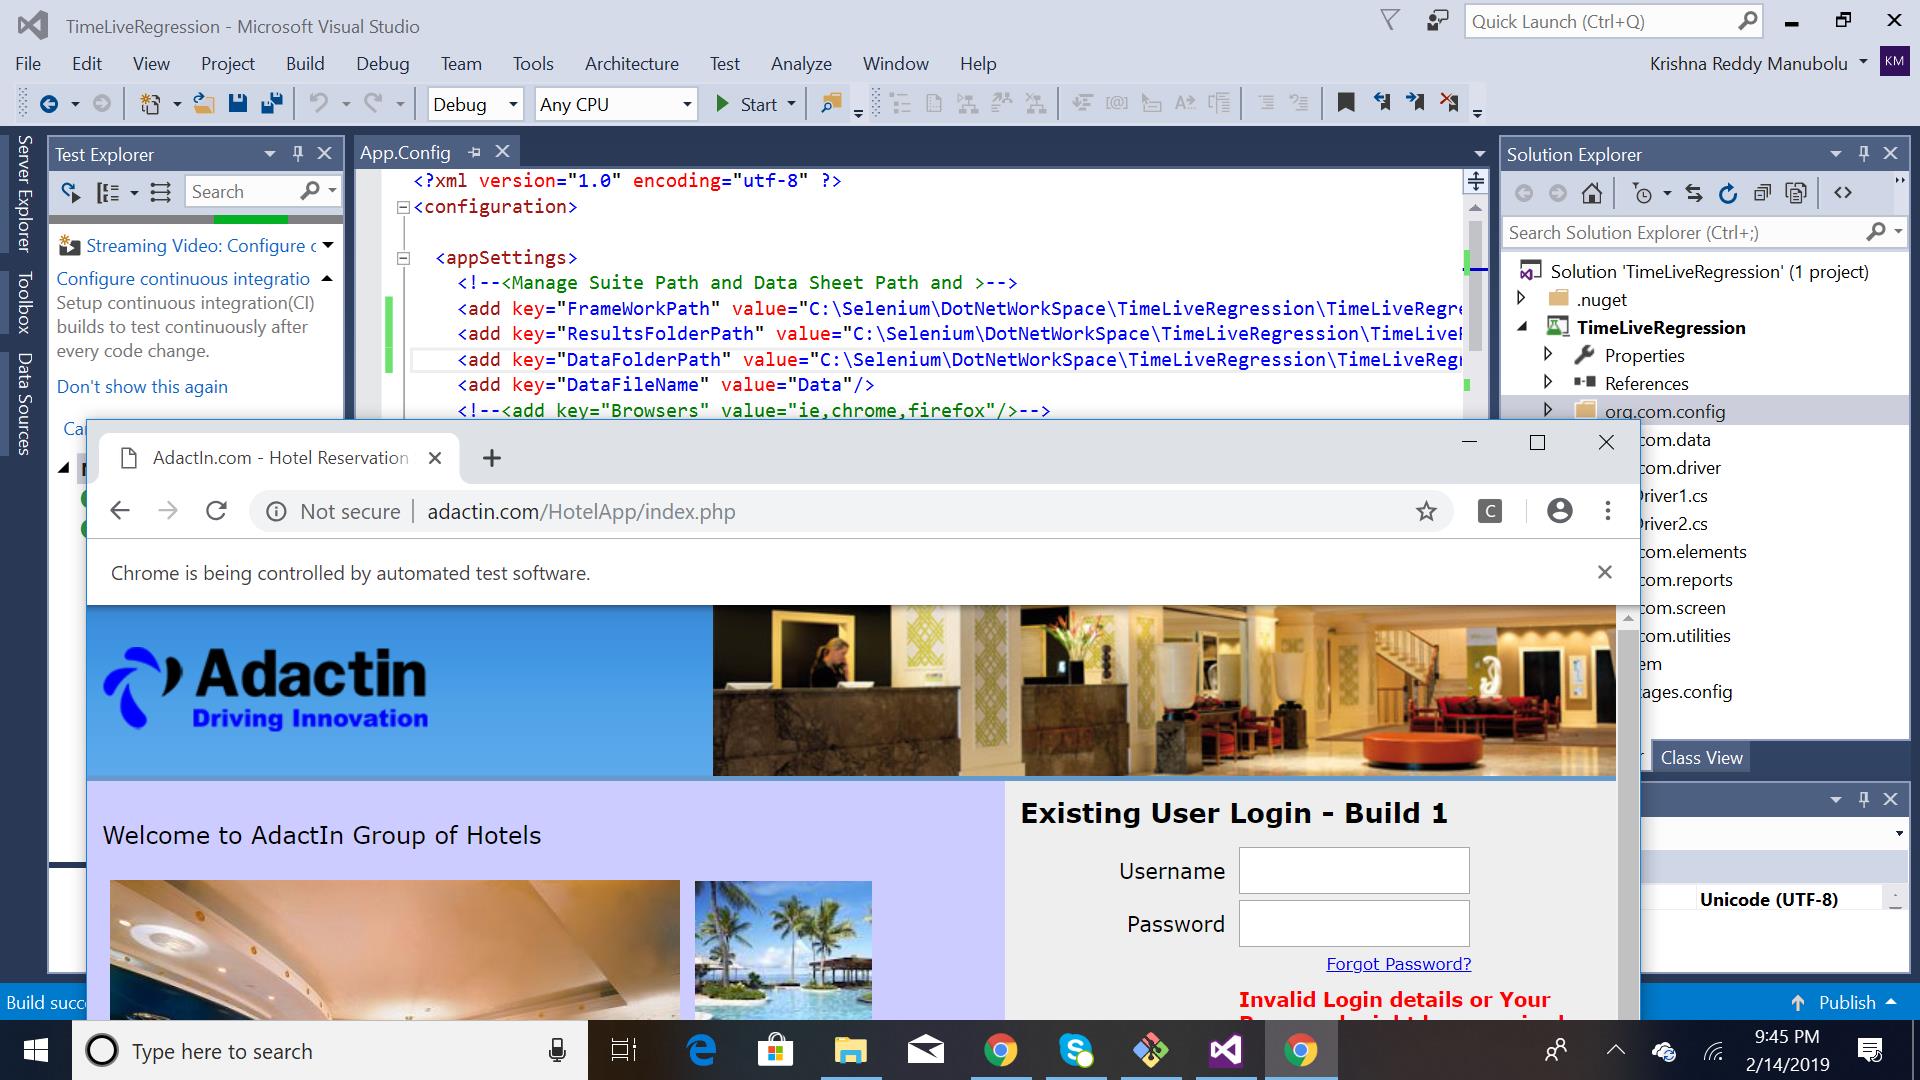 TimeLiveRegression - Microsoft Visual Studio
Quick Launch (Ctrl+Q)
File Edit View Project Build Debug Team Tools Architecture Test Analyze Window Help
Krishna Reddy Manubolu
KM
Debug
Any CPU
Start
Server Explorer
Toolbox
Data Sources
Test Explorer
Search
Streaming Video: Configure c
Configure continuous integratio
Setup continuous integration(CI)
builds to test continuously after
every code change.
Don't show this again
App.Config
<?xml version="1.0" encoding="utf-8" ?>
<configuration>
<appSettings>
<!--<Manage Suite Path and Data Sheet Path and >-->
<add key="FrameWorkPath" value="C:\Selenium\DotNetWorkSpace\TimeLiveRegression\TimeLiveRegre
<add key="ResultsFolderPath" value="C:\Selenium\DotNetWorkSpace\TimeLiveRegression\TimeLive
<add key="DataFolderPath" value="C:\Selenium\DotNetWorkSpace\TimeLiveRegression\TimeLiveReg
<add key="DataFileName" value="Data"/>
<!--<add key="Browsers" value="ie,chrome,firefox"/>-->
Solution Explorer
Search Solution Explorer (Ctrl+;)
Solution 'TimeLiveRegression' (1 project)
.nuget
TimeLiveRegression
Properties
References
org.com.config
com.data
com.driver
river1.cs
river2.cs
com.elements
com.reports
com.screen
com.utilities
em
ages.config
Class View
Unicode (UTF-8)
AdactIn.com - Hotel Reservation
Not secure
adactin.com/HotelApp/index.php
C
Chrome is being controlled by automated test software.
Adactin
Driving Innovation
Welcome to AdactIn Group of Hotels
Existing User Login - Build 1
Username
Password
Forgot Password?
Invalid Login details or Your
Build succ
Publish
Type here to search
9:45 PM
2/14/2019